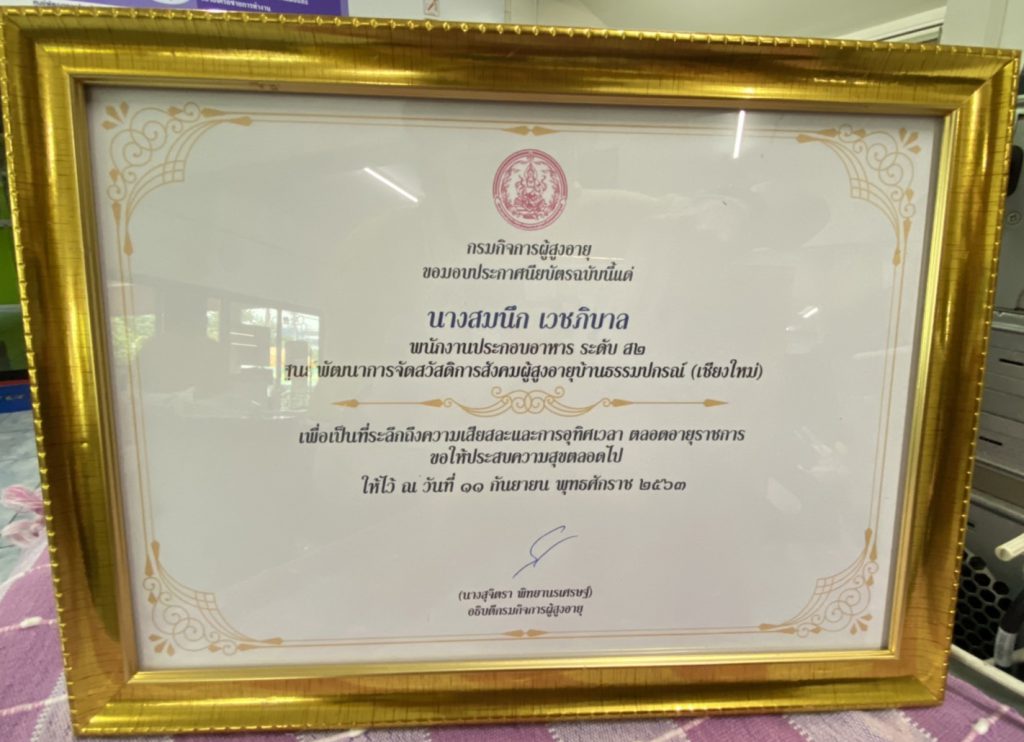 กรมกิจการผู้สูงอายุ
ขอมอบประกาศนียบัตรฉบับนี้แด่
นางสมนึก เวชภิบาล
พนักงานประกอบอาหาร ระดับ ส๒
ศูนย์พัฒนาการจัดสวัสดิการสังคมผู้สูงอายุบ้านธรรมปกรณ์ (เชียงใหม่)
เพื่อเป็นที่ระลึกถึงความเสียสละและการอุทิศเวลา ตลอดอายุราชการ
ขอให้ประสบความสุขตลอดไป
ให้ไว้ ณ วันที่ ๑๑ กันยายน พุทธศักราช ๒๕๖๓
(นางสุจิตรา พิทยานรเศรษฐ์)
อธิบดีกรมกิจการผู้สูงอายุ